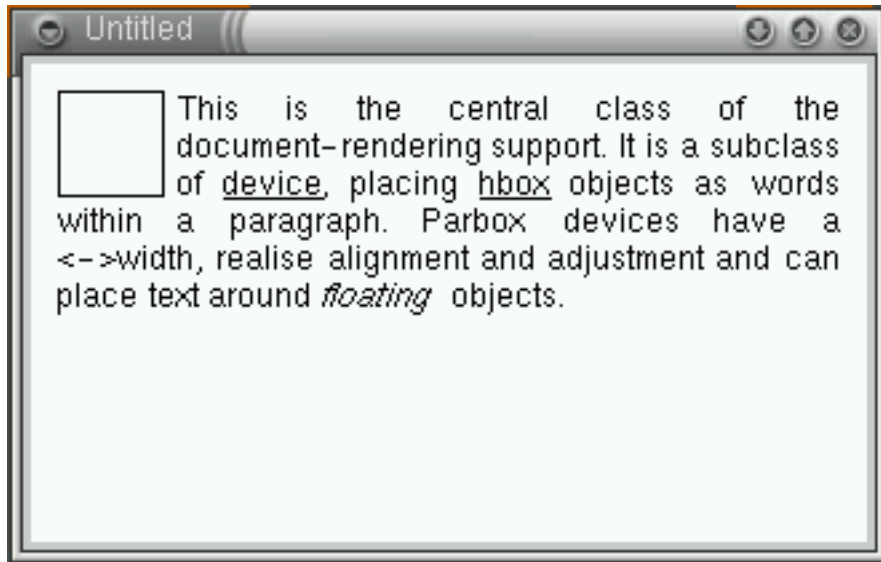 Untitled
This is the central class of the
document-rendering support. It is a subclass
of device, placing hbox objects as words
within a paragraph. Parbox devices have a
<->width, realise alignment and adjustment and can
place text around floating objects.